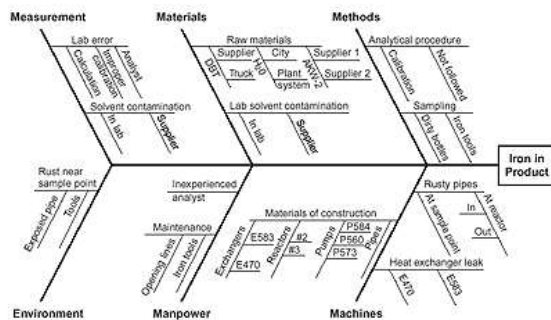 Measurement
Materials
Methods
Lab error
Calculation
Improper
calibration
Analyst
Solvent contamination
In lab
Supplier
Raw materials
DBT
Supplier
Truck
H₂0
City
Plant
system
AKW-2
Supplier 1
Supplier 2
Lab solvent contamination
In lab
Supplier
Analytical procedure
Calibration
Not followed
Sampling
Dirty bottles
Iron tools
Iron in
Product
Rust near
sample point
Exposed pipe
Tools
Inexperienced
analyst
Maintenance
Opening lines
Iron tools
Materials of construction
Exchangers
E583
E470
Reactors
#2
#3
Pumps
P584
P560
P573
Pipes
Rusty pipes
At sample point
At reactor
In
Out
Heat exchanger leak
E470
E583
Environment
Manpower
Machines